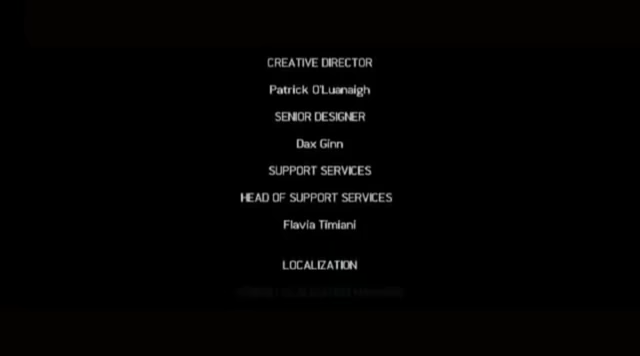 CREATIVE DIRECTOR
Patrick O'Luanaigh
SENIOR DESIGNER
Dax Ginn
SUPPORT SERVICES
HEAD OF SUPPORT SERVICES
Flavia Timiani
LOCALIZATION